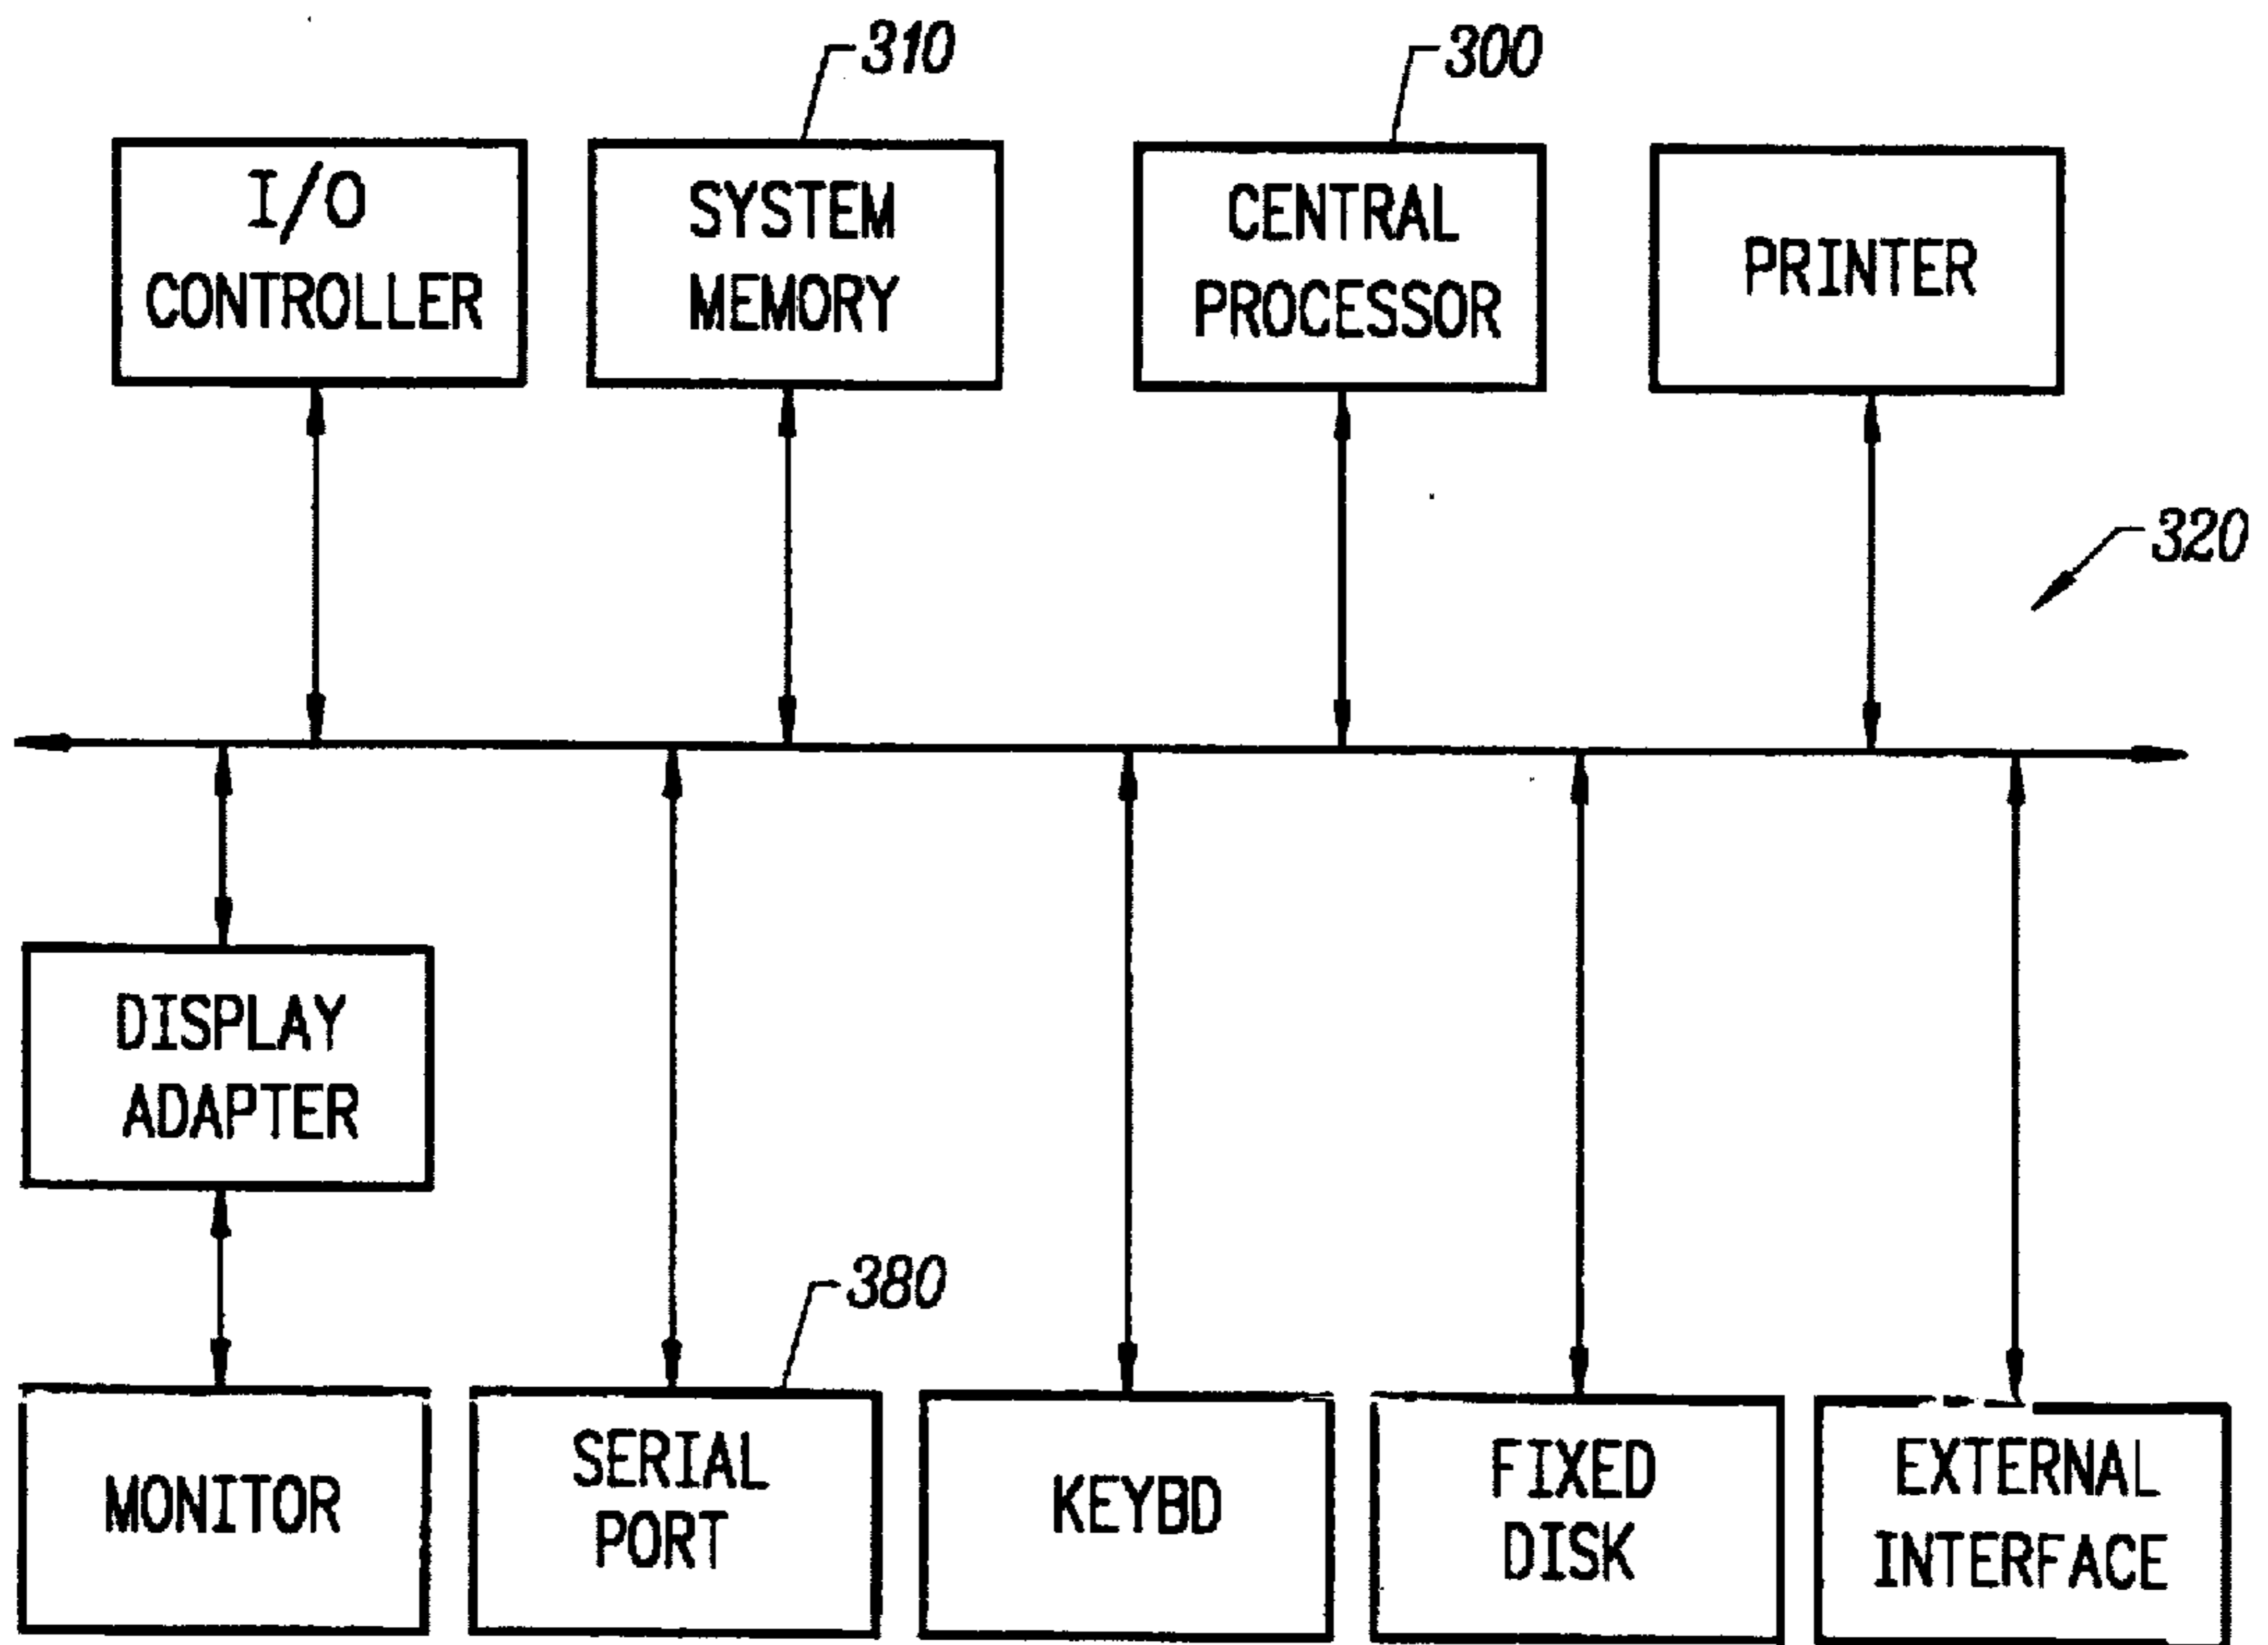 310
300
I/O
CONTROLLER
SYSTEM
MEMORY
CENTRAL
PROCESSOR
PRINTER
320
DISPLAY
ADAPTER
380
MONITOR
SERIAL
PORT
KEYBD
FIXED
DISK
EXTERNAL
INTERFACE